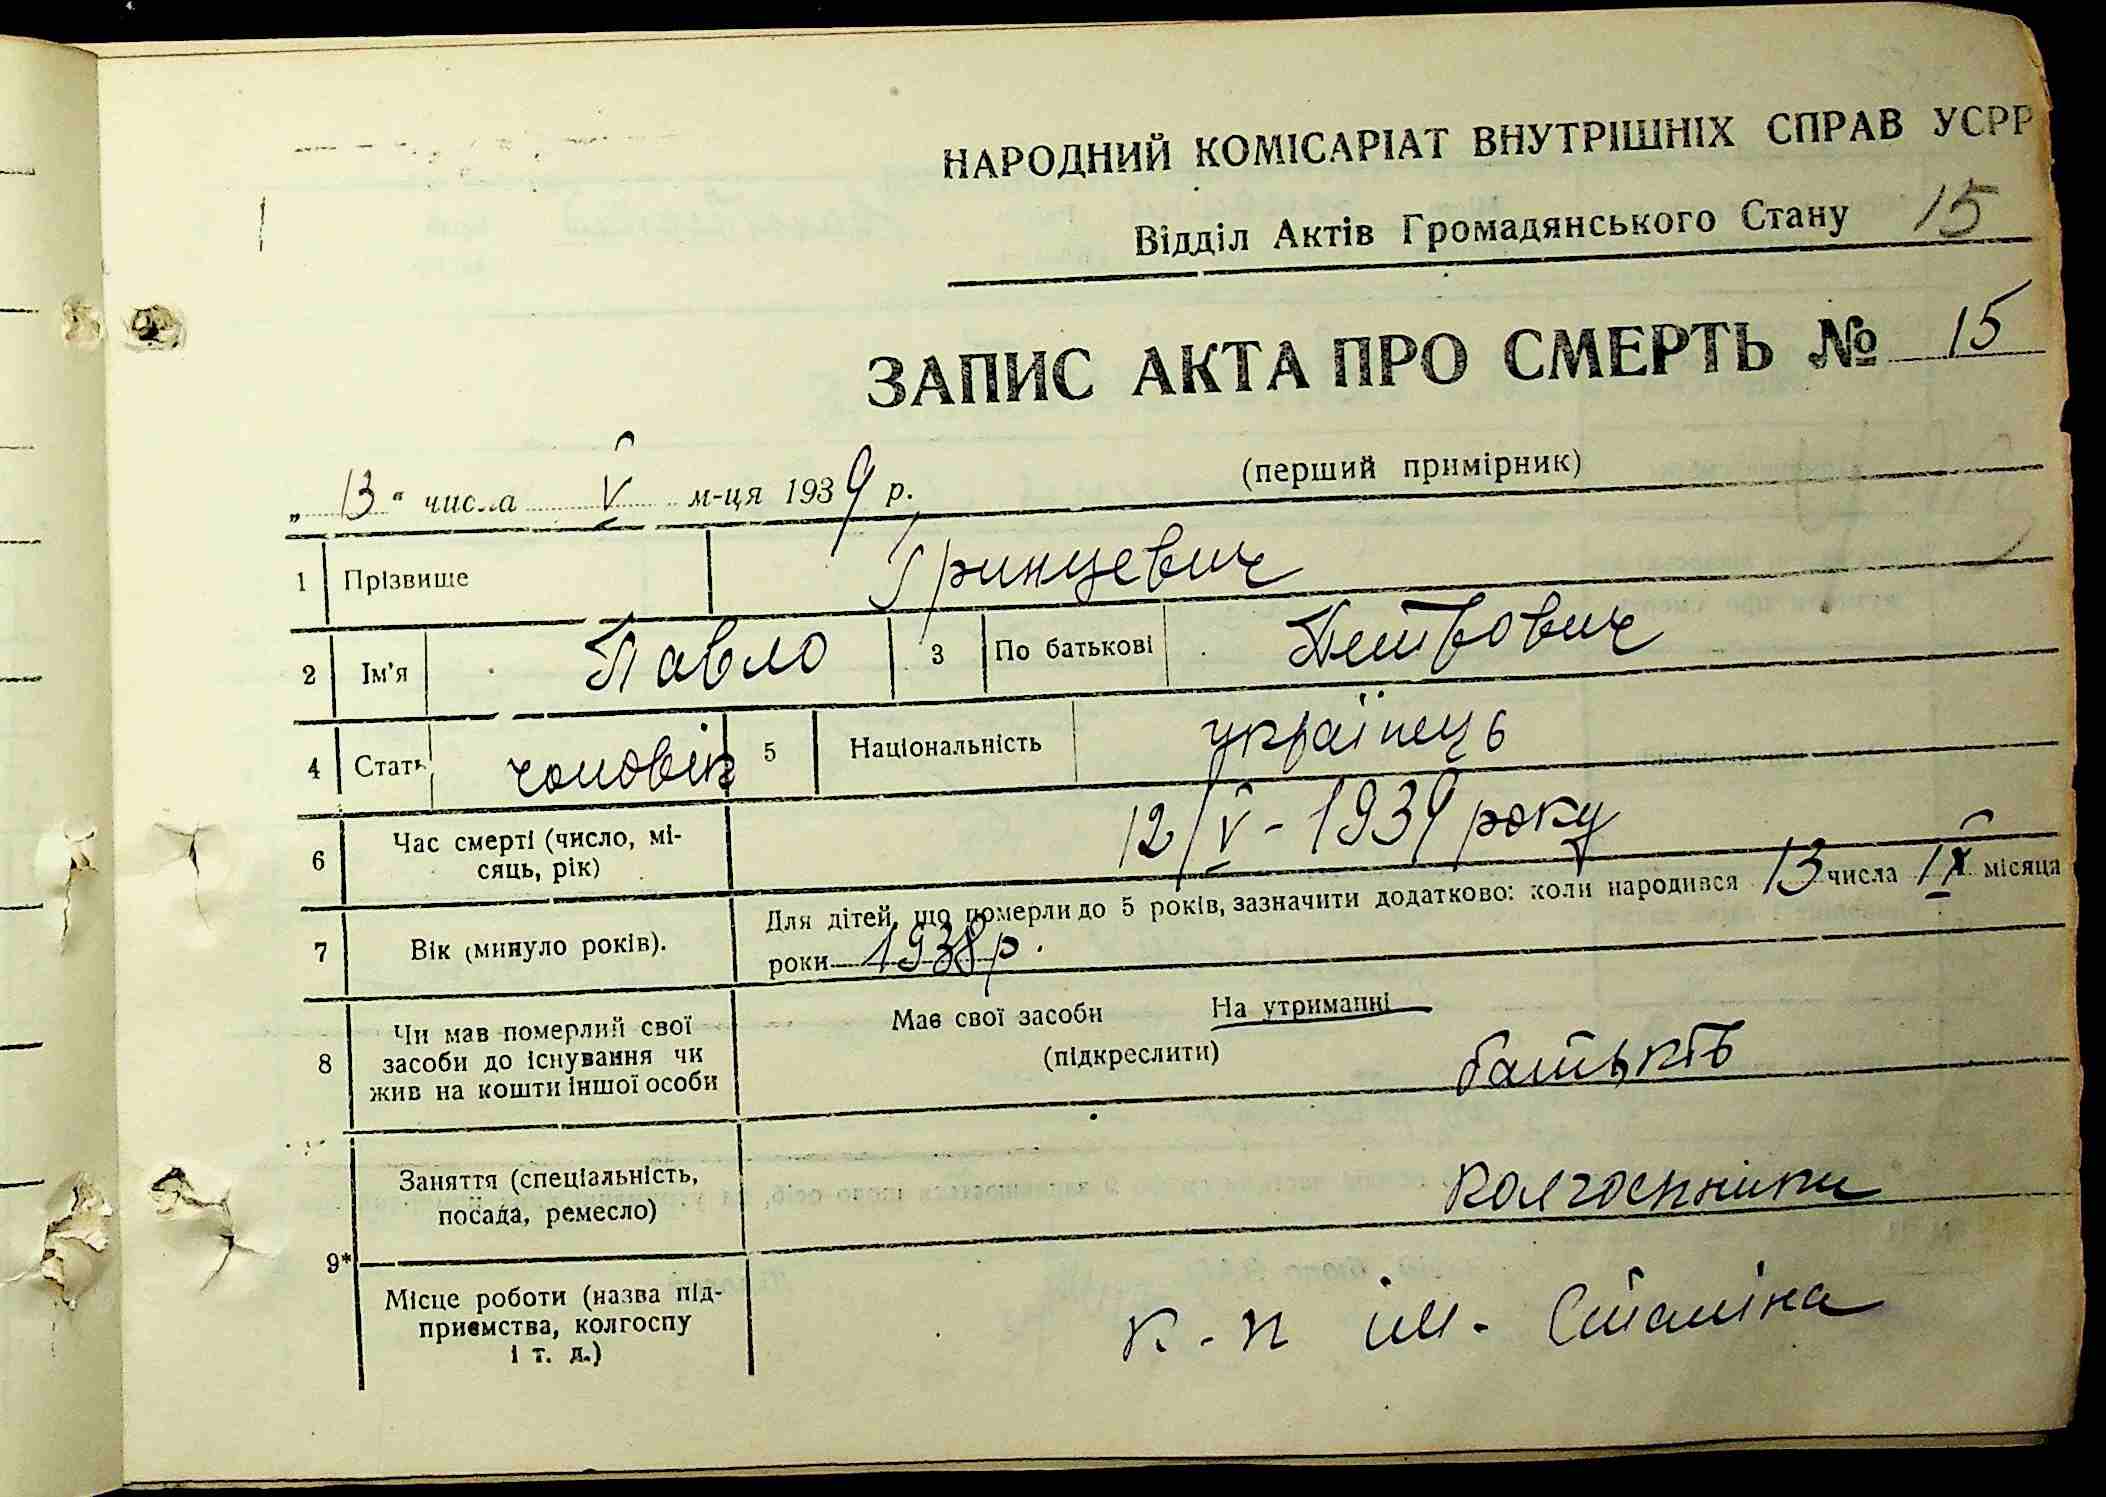 НАРОДНИЙ КОМІСАРІАТ ВНУТРІШНІХ СПРАВ УСРР
Відділ Актів Громадянського Стану 15
ЗАПИС АКТА ПРО СМЕРТЬ № 15
(перший примірник)
„ 13 “ числа V м-ця 1939 р.
1 Прізвище Гринцевич
2 Ім'я Павло 3 По батькові Петрович
4 Стать чоловік 5 Національність українець
6 Час смерті (число, мі-
сяць, рік) 12/V - 1939 року
7 Вік (минуло років). Для дітей, що померли до 5 років, зазначити додатково: коли народився 13 числа IX місяця
роки 1938 р.
8 Чи мав померлий свої
засоби до існування чи
жив на кошти іншої особи
Має свої засоби На утриманні
(підкреслити) батьків
9* Заняття (спеціальність,
посада, ремесло) колгоспники
Місце роботи (назва під-
приємства, колгоспу
і т. д.) к-п ім. Сталіна